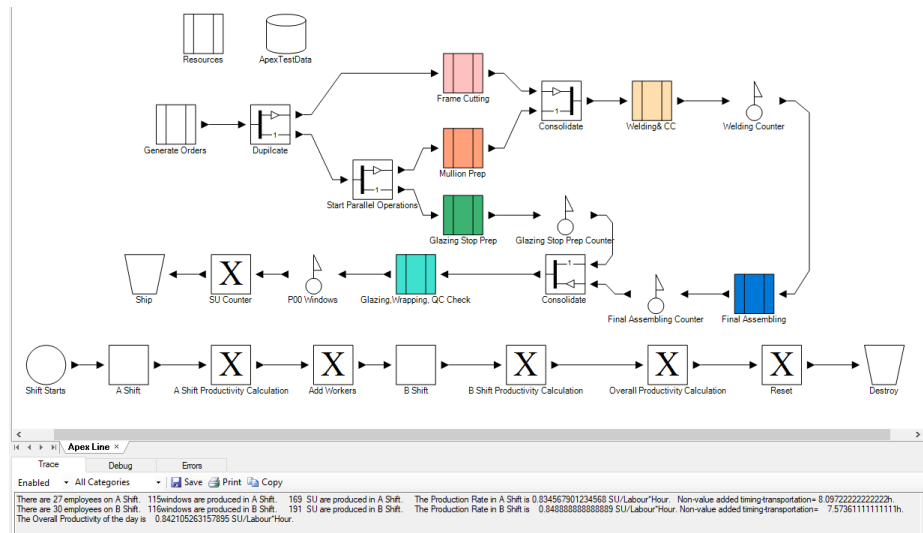 Resources ApexTestData
Frame Cutting
Generate Orders Dupilcate Consolidate Welding& CC Welding Counter
1
1
Mullion Prep
1
Start Parallel Operations
Glazing Stop Prep Glazing Stop Prep Counter
1
X
Ship SU Counter P00 Windows Glazing,Wrapping, QC Check Consolidate Final Assembling Counter Final Assembling
X X X X X
Shift Starts A Shift A Shift Productivity Calculation Add Workers B Shift B Shift Productivity Calculation Overall Productivity Calculation Reset Destroy
Apex Line ×
Trace Debug Errors
Enabled All Categories Save Print Copy
There are 27 employees on A Shift. 115windows are produced in A Shift. 169 SU are produced in A Shift. The Production Rate in A Shift is 0.834567901234568 SU/Labour*Hour. Non-value added timing-transportation= 8.09722222222222h.
There are 30 employees on B Shift. 116windows are produced in B Shift. 191 SU are produced in B Shift. The Production Rate in B Shift is 0.848888888888889 SU/Labour*Hour. Non-value added timing-transportation= 7.57361111111111h.
The Overall Productivity of the day is 0.842105263157895 SU/Labour*Hour.